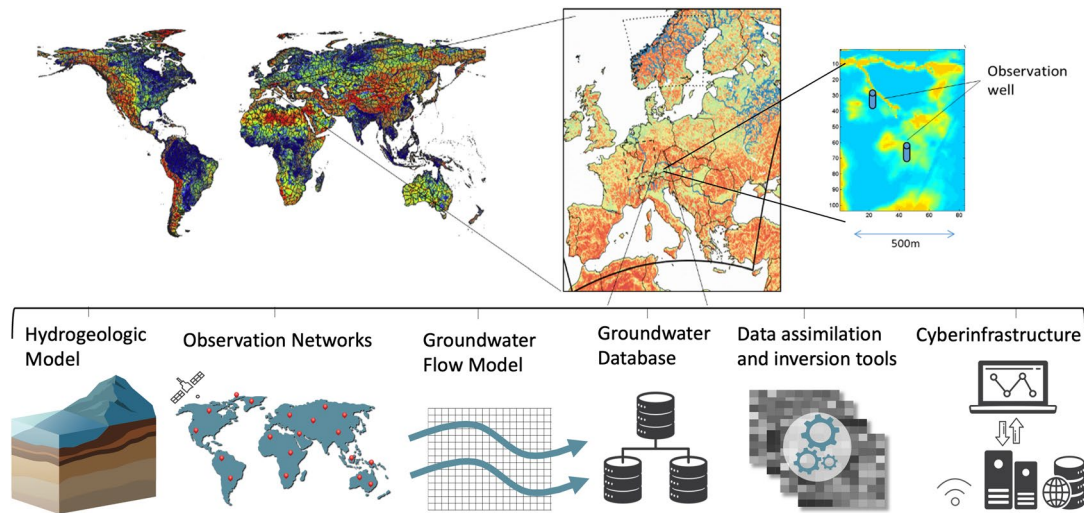 Observation
well
10
20
30
40
50
60
70
80
90
100
20
40
60
80
500m
Hydrogeologic
Model
Observation Networks
Groundwater
Flow Model
Groundwater
Database
Data assimilation
and inversion tools
Cyberinfrastructure